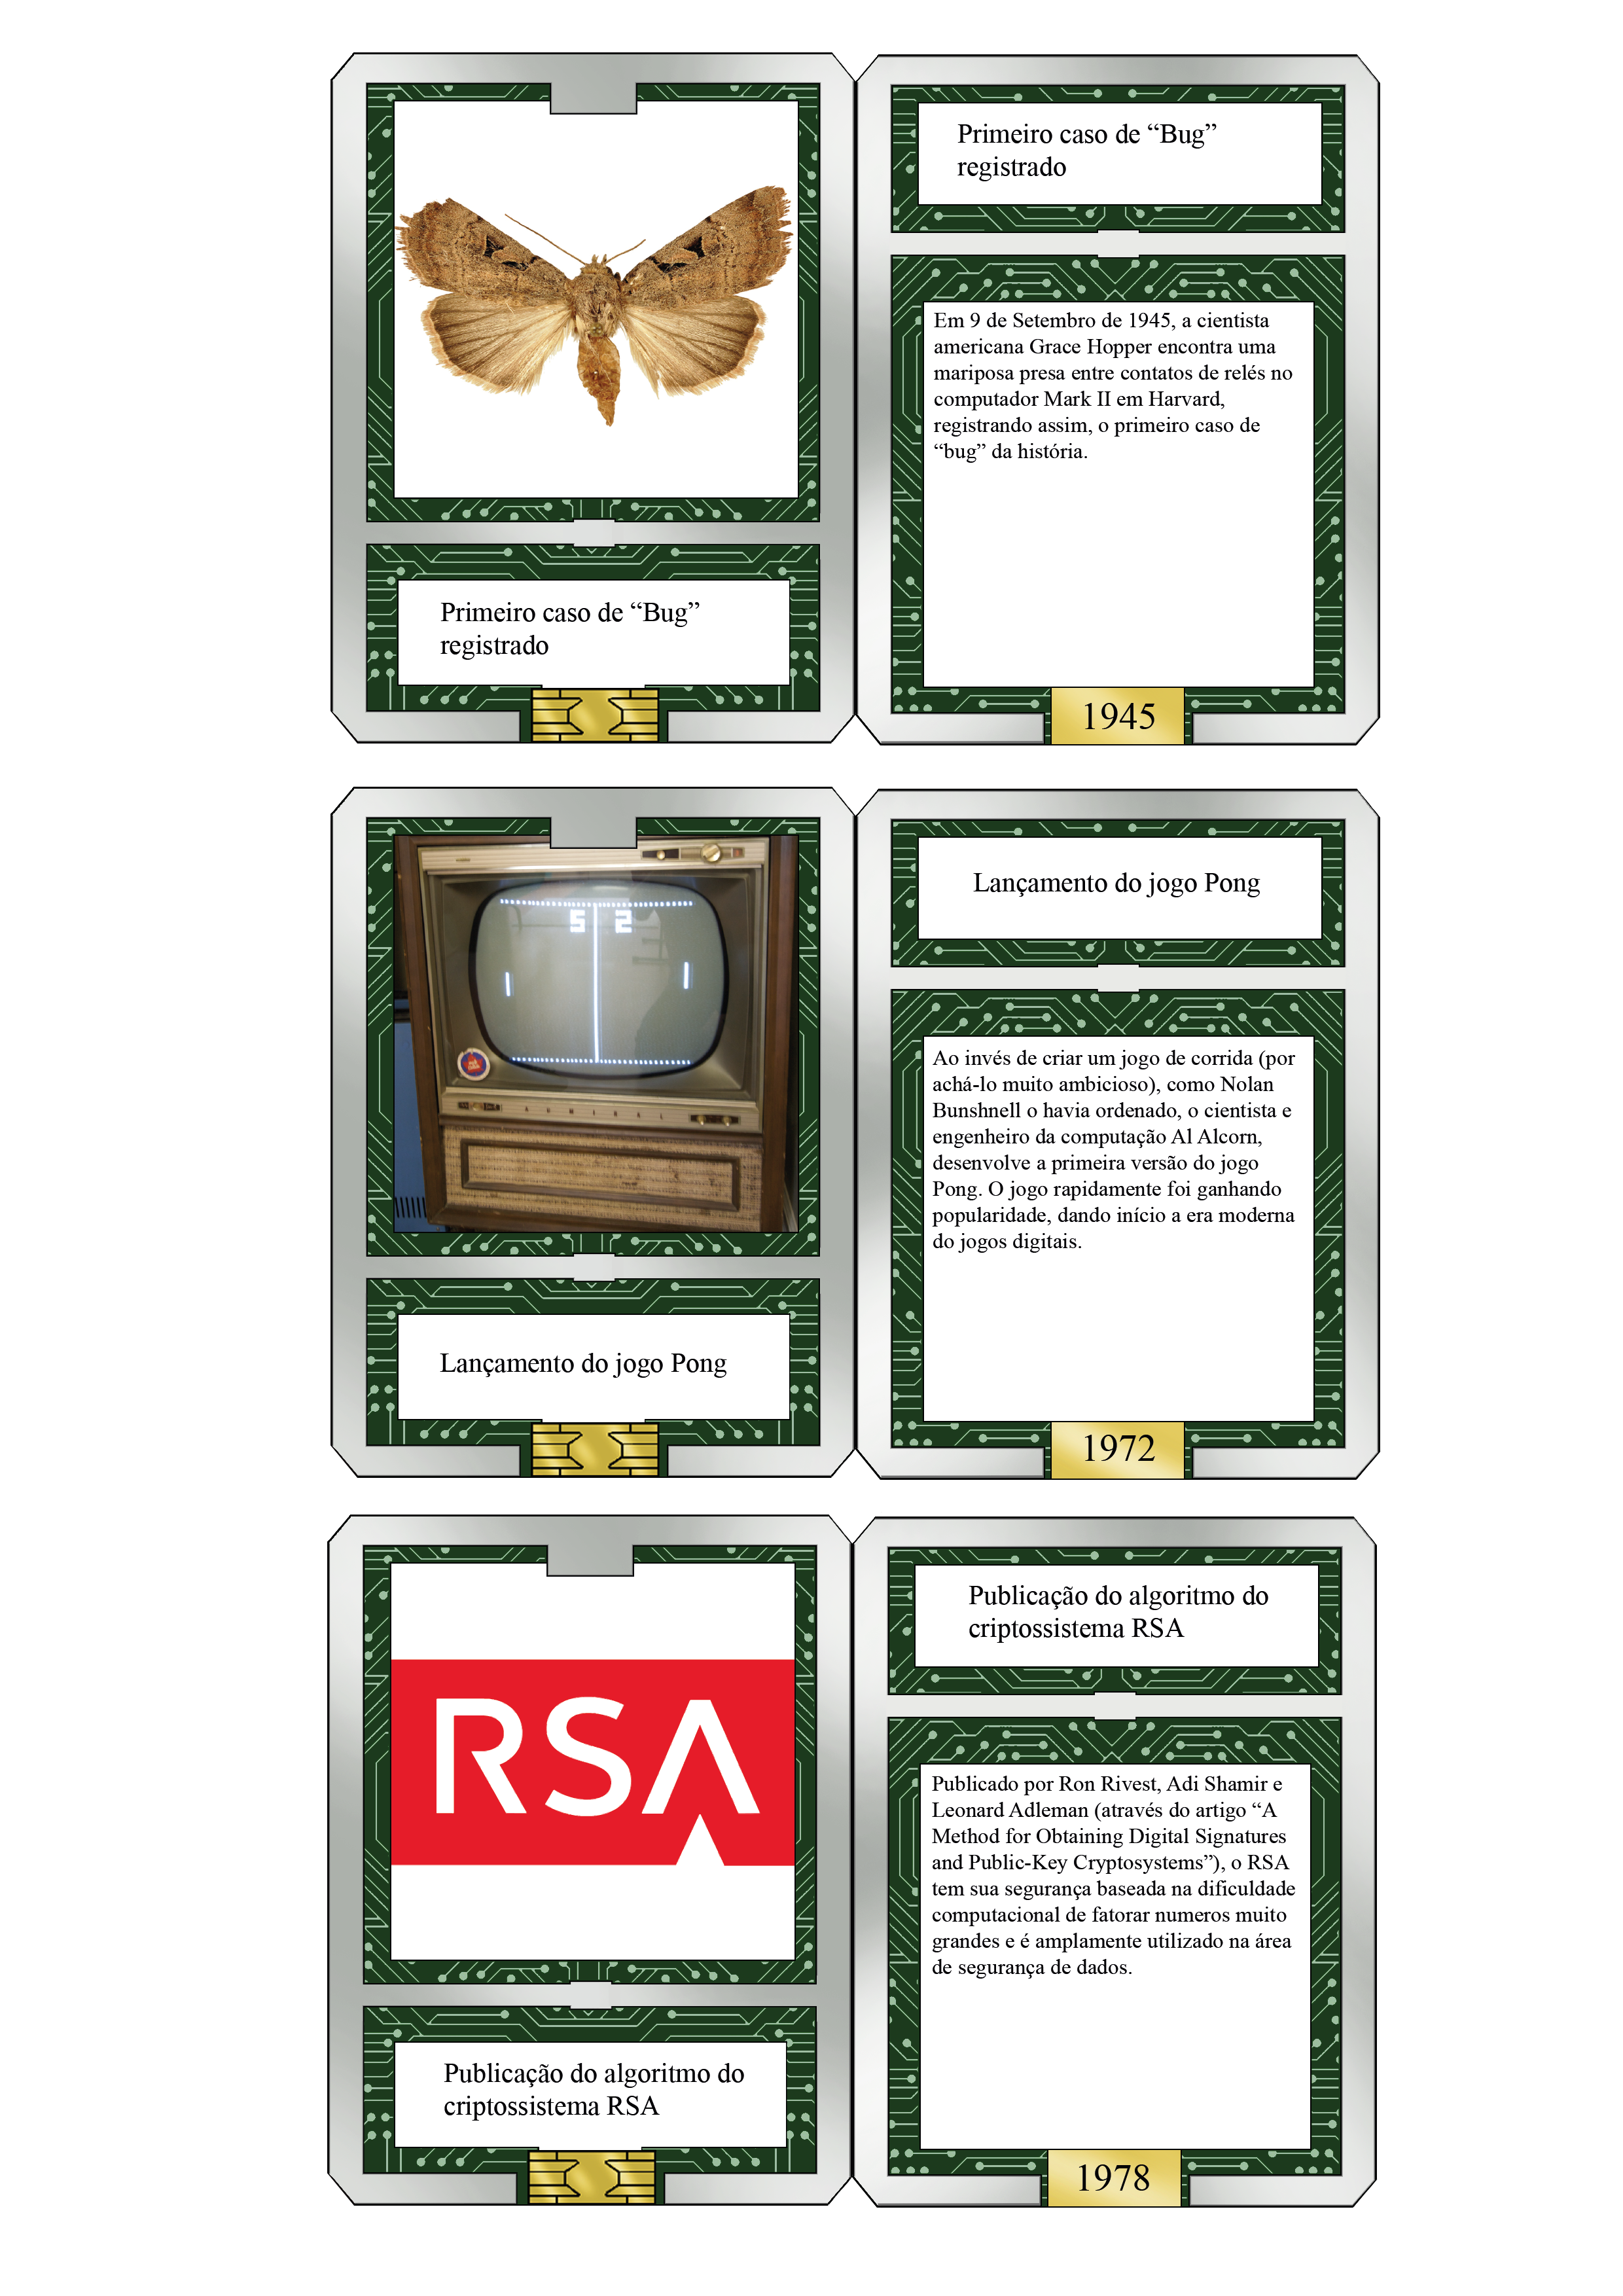 Primeiro caso de “Bug”
registrado
Primeiro caso de “Bug”
registrado
Em 9 de Setembro de 1945, a cientista
americana Grace Hopper encontra uma
mariposa presa entre contatos de relés no
computador Mark II em Harvard,
registrando assim, o primeiro caso de
“bug” da história.
1945
5 2
ADMIRAL
Lançamento do jogo Pong
Lançamento do jogo Pong
Ao invés de criar um jogo de corrida (por
achá-lo muito ambicioso), como Nolan
Bunshnell o havia ordenado, o cientista e
engenheiro da computação Al Alcorn,
desenvolve a primeira versão do jogo
Pong. O jogo rapidamente foi ganhando
popularidade, dando início a era moderna
do jogos digitais.
1972
RSA
Publicação do algoritmo do
criptossistema RSA
Publicação do algoritmo do
criptossistema RSA
Publicado por Ron Rivest, Adi Shamir e
Leonard Adleman (através do artigo “A
Method for Obtaining Digital Signatures
and Public-Key Cryptosystems”), o RSA
tem sua segurança baseada na dificuldade
computacional de fatorar numeros muito
grandes e é amplamente utilizado na área
de segurança de dados.
1978